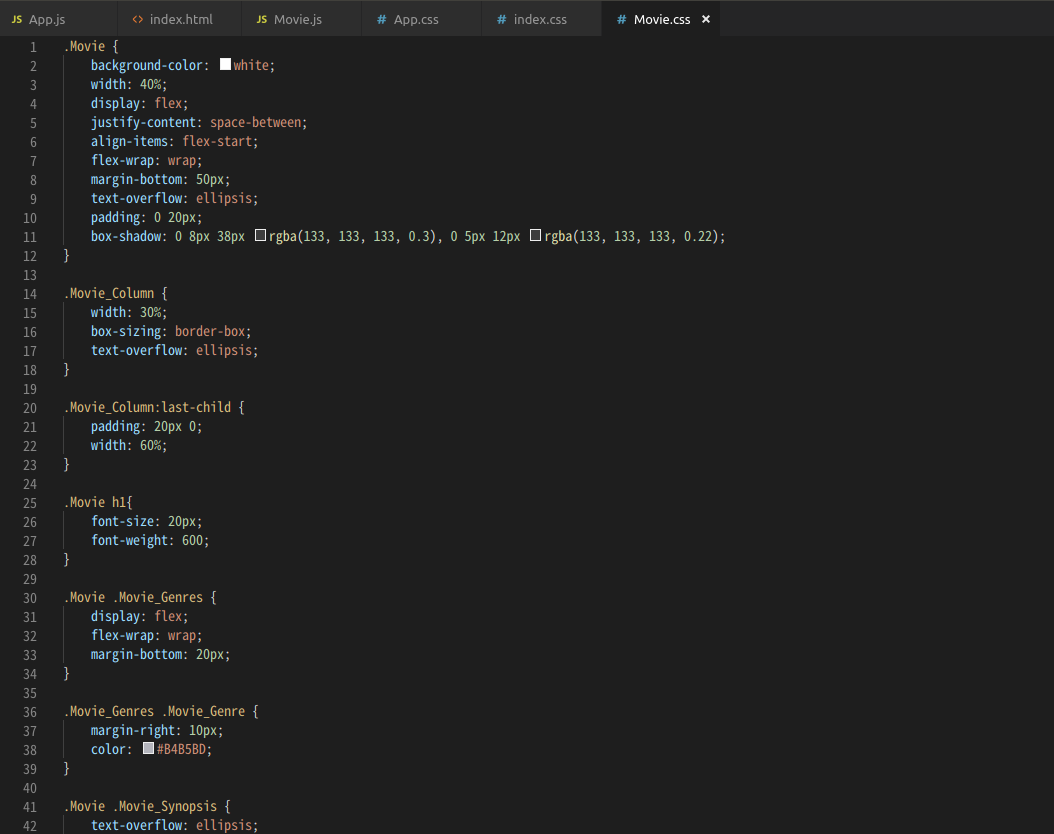 JS App.js <> index.html JS Movie.js # App.css # index.css # Movie.css ×
1 .Movie {
2 background-color: white;
3 width: 40%;
4 display: flex;
5 justify-content: space-between;
6 align-items: flex-start;
7 flex-wrap: wrap;
8 margin-bottom: 50px;
9 text-overflow: ellipsis;
10 padding: 0 20px;
11 box-shadow: 0 8px 38px rgba(133, 133, 133, 0.3), 0 5px 12px rgba(133, 133, 133, 0.22);
12 }
13
14 .Movie_Column {
15 width: 30%;
16 box-sizing: border-box;
17 text-overflow: ellipsis;
18 }
19
20 .Movie_Column:last-child {
21 padding: 20px 0;
22 width: 60%;
23 }
24
25 .Movie h1{
26 font-size: 20px;
27 font-weight: 600;
28 }
29
30 .Movie .Movie_Genres {
31 display: flex;
32 flex-wrap: wrap;
33 margin-bottom: 20px;
34 }
35
36 .Movie_Genres .Movie_Genre {
37 margin-right: 10px;
38 color: #B4B5BD;
39 }
40
41 .Movie .Movie_Synopsis {
42 text-overflow: ellipsis;